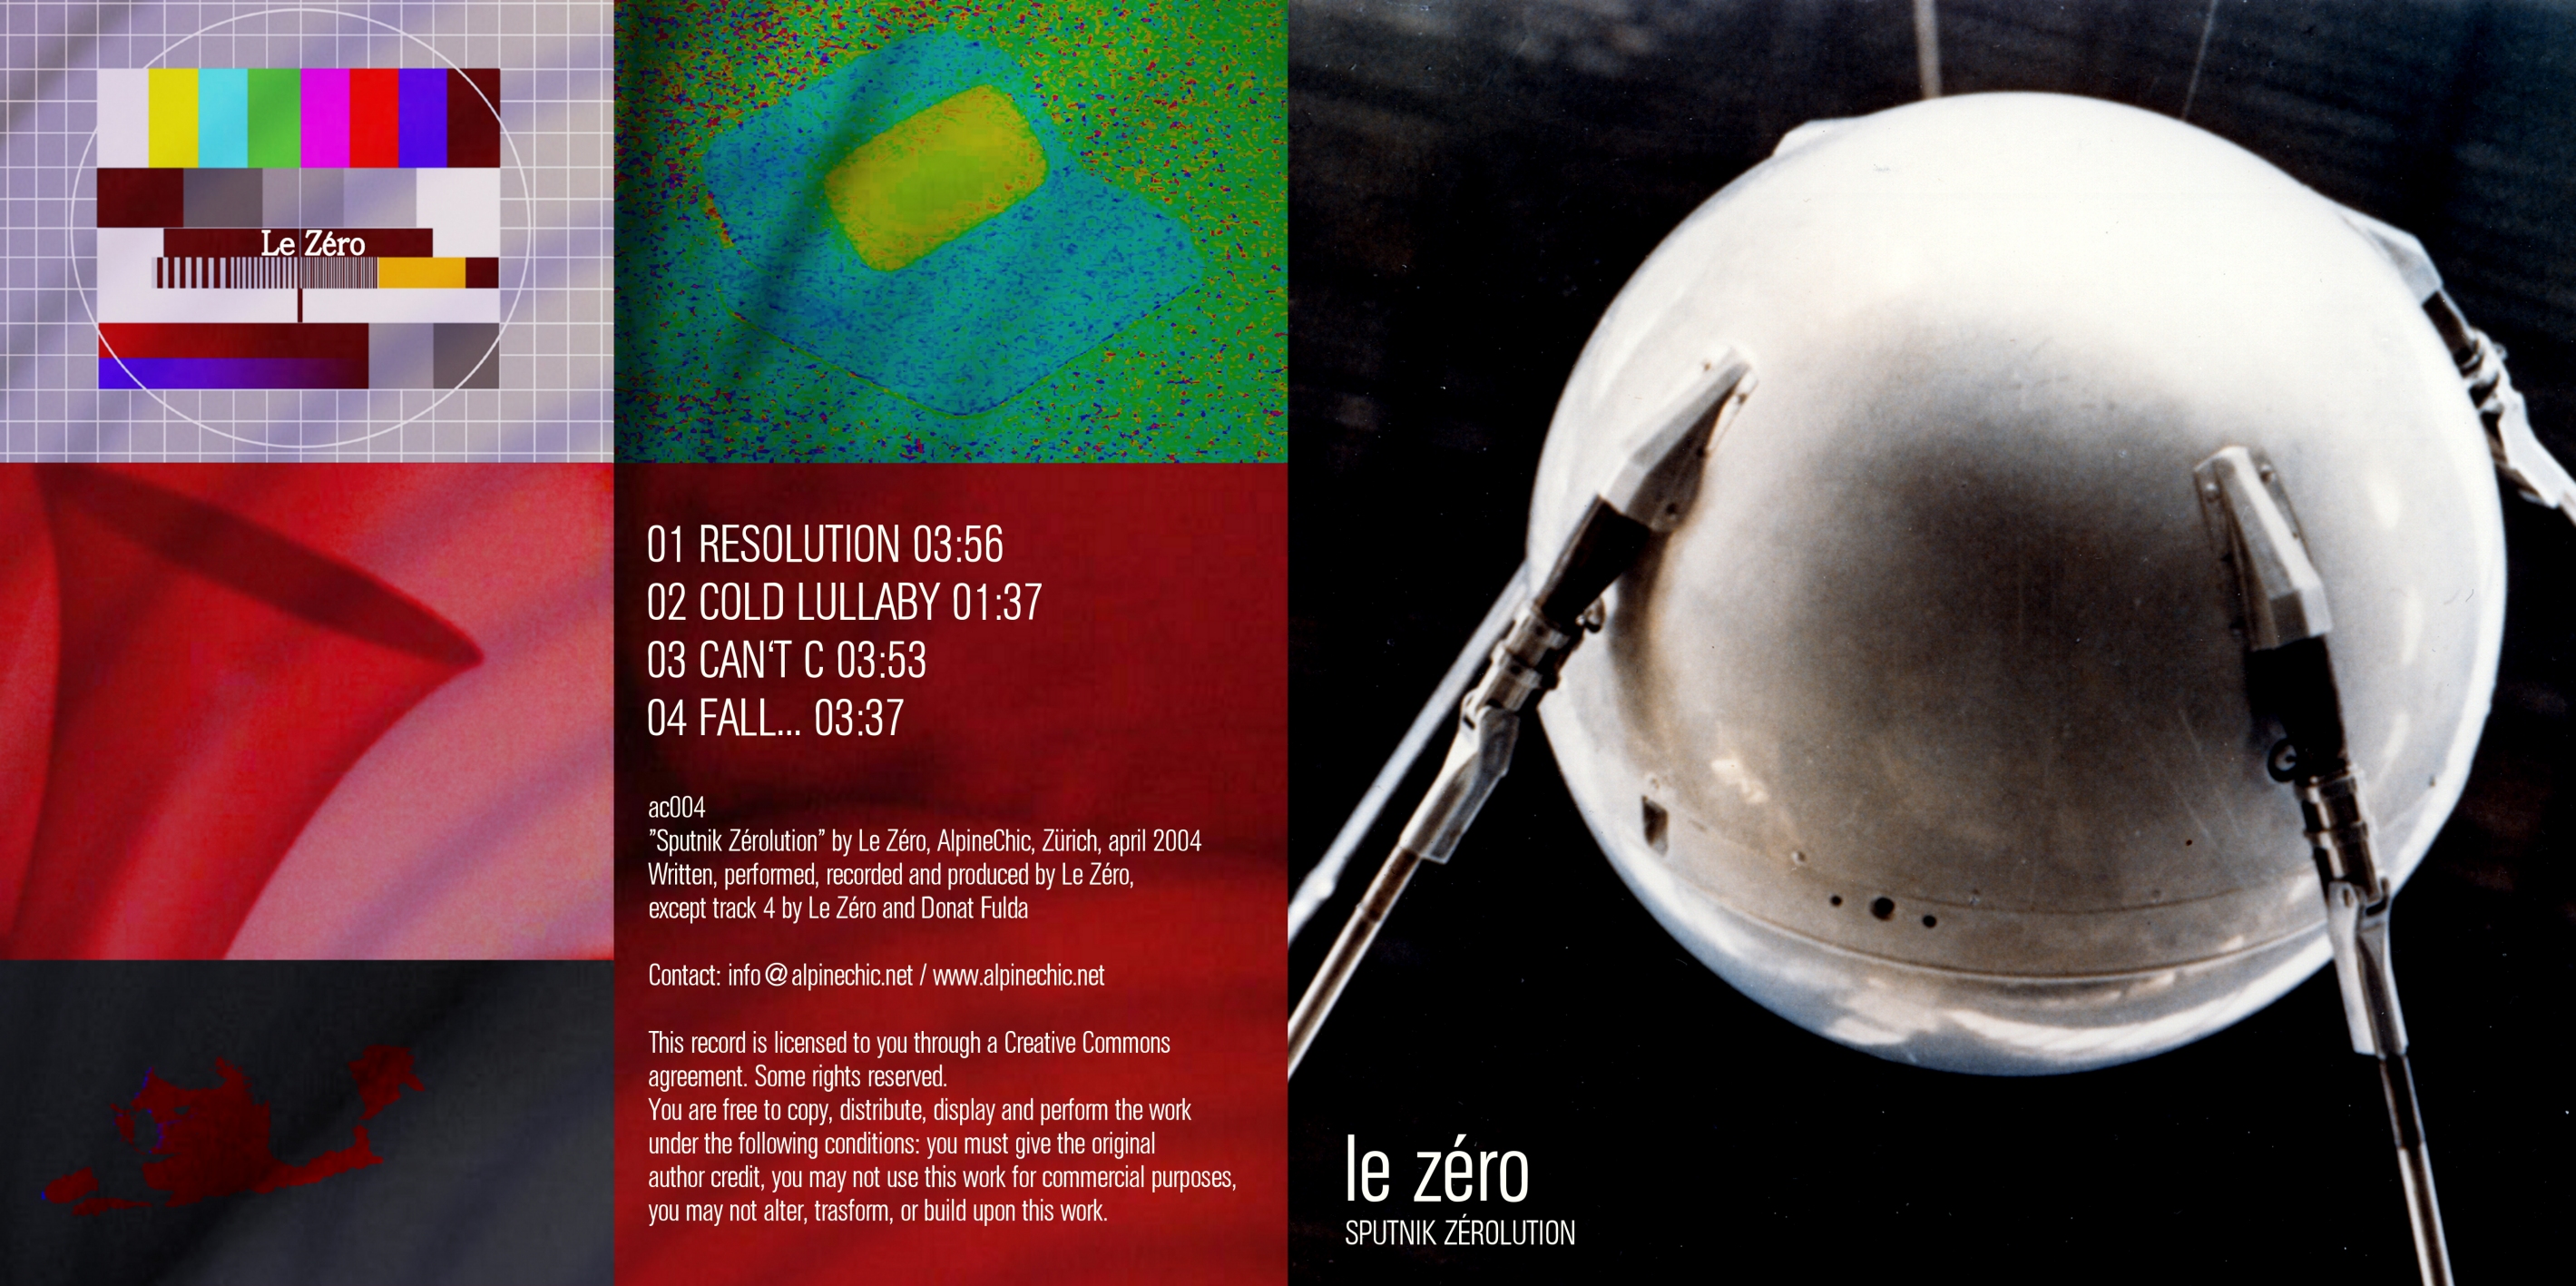 Le Zéro
01 RESOLUTION 03:56
02 COLD LULLABY 01:37
03 CAN'T C 03:53
04 FALL... 03:37
ac004
"Sputnik Zérolution" by Le Zéro, AlpineChic, Zürich, april 2004
Written, performed, recorded and produced by Le Zéro,
except track 4 by Le Zéro and Donat Fulda
Contact: info@alpinechic.net / www.alpinechic.net
This record is licensed to you through a Creative Commons
agreement. Some rights reserved.
You are free to copy, distribute, display and perform the work
under the following conditions: you must give the original
author credit, you may not use this work for commercial purposes,
you may not alter, trasform, or build upon this work.
le zéro
SPUTNIK ZÉROLUTION